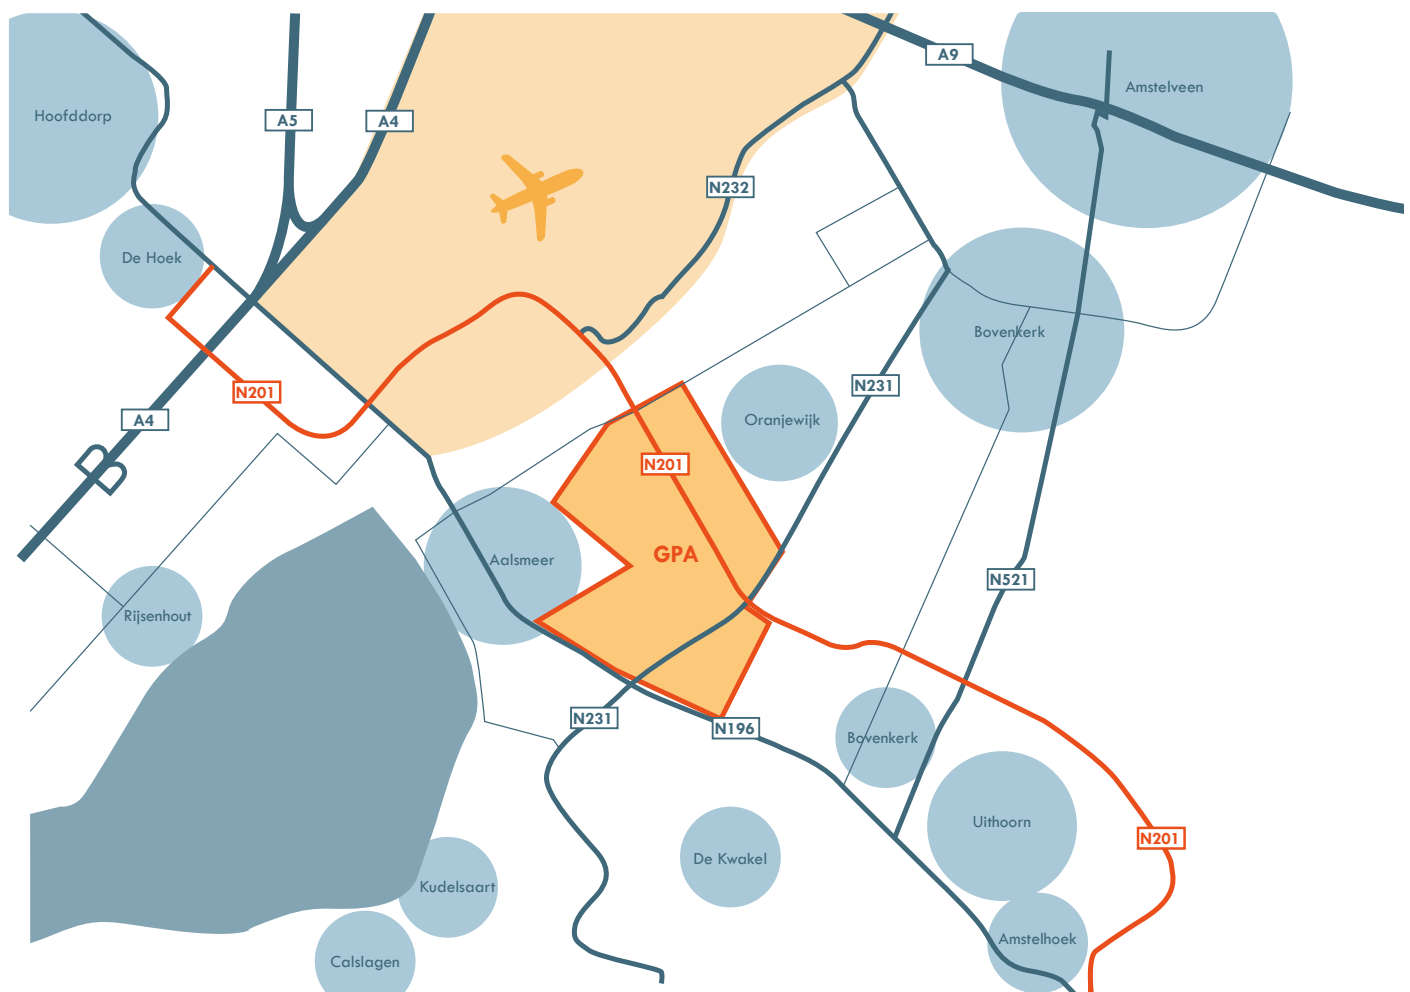 A9
Amstelveen
Hoofddorp
A5
A4
N232
De Hoek
Bovenkerk
N231
N201
A4
Oranjewijk
N201
GPA
Aalsmeer
N521
Rijsenhout
N231
N196
Bovenkerk
Uithoorn
N201
De Kwakel
Kudelsaart
Amstelhoek
Calslagen